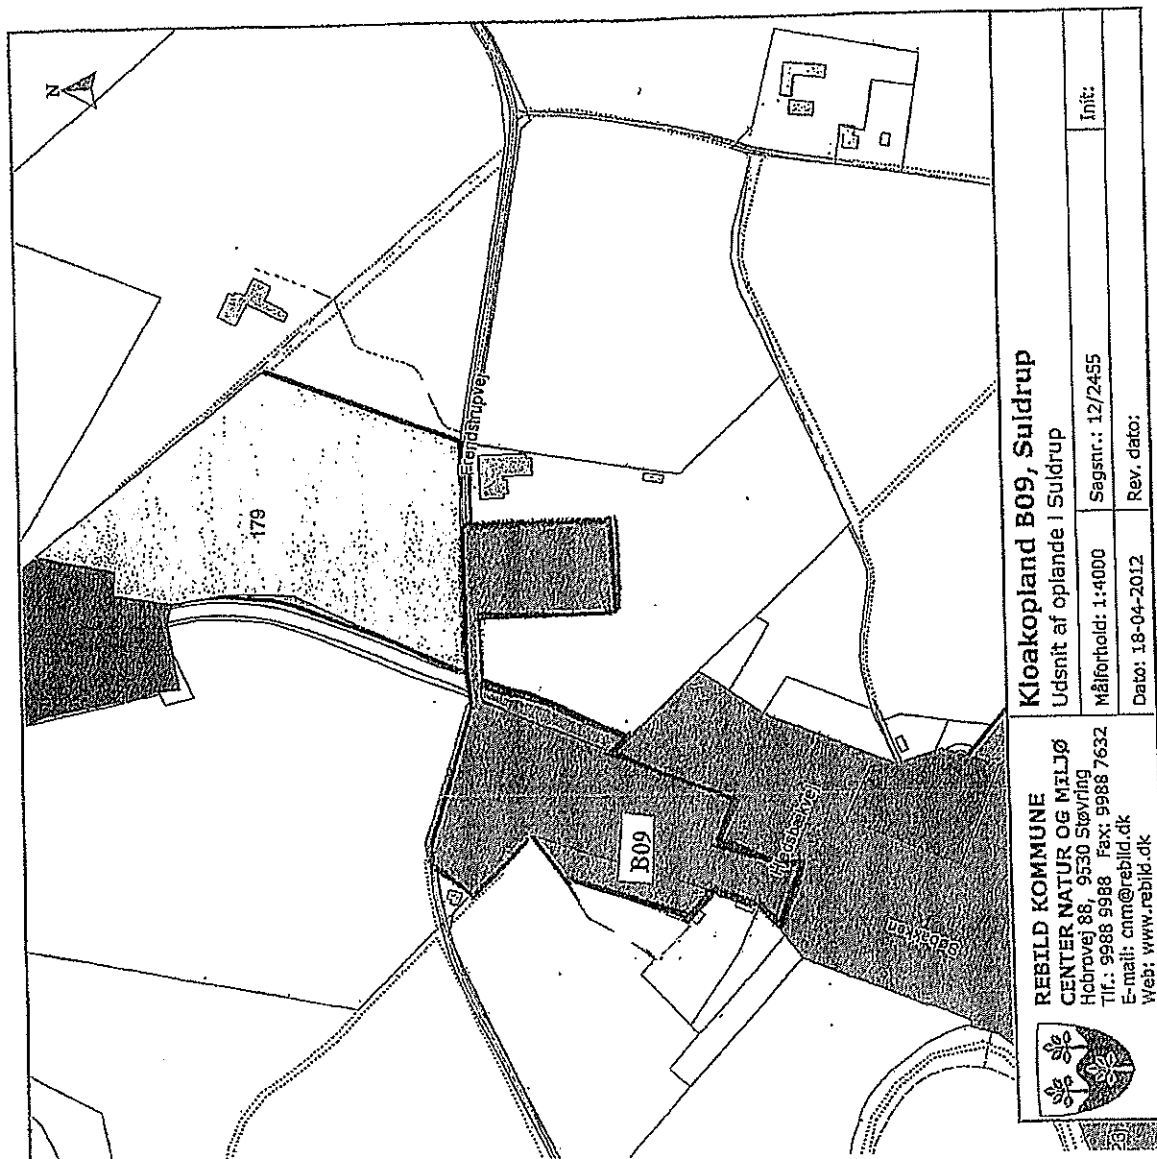 N
179
B09
REBILD KOMMUNE
CENTER NATUR OG MILJØ
Hobrovej 88, 9530 Støvring
Tlf.: 9988 9988 Fax: 9988 7632
E-mail: cnm@rebild.dk
Web: www.rebild.dk
Kloakopland B09, Suldrup
Udsnit af oplande i Suldrup
Målforhold: 1:4000
Sagsnr.: 12/2455
Init:
Dato: 18-04-2012
Rev. dato: